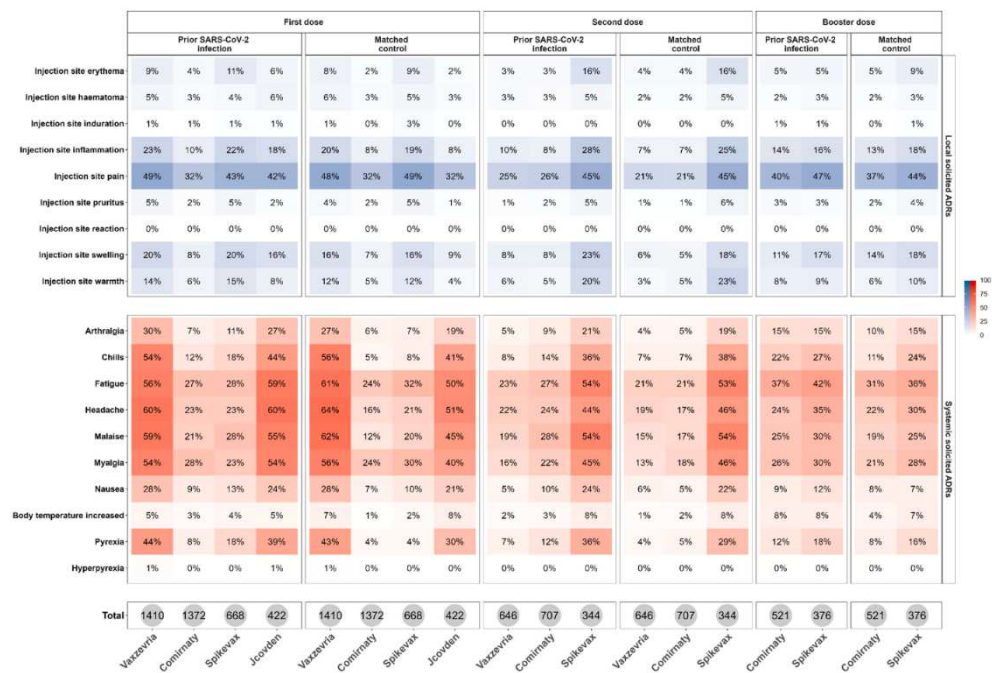 First dose Second dose Booster dose
Prior SARS-CoV-2 infection Matched control Prior SARS-CoV-2 infection Matched control Prior SARS-CoV-2 infection Matched control
Injection site erythema 9% 4% 11% 6% 8% 2% 9% 2% 3% 3% 16% 4% 4% 16% 5% 5% 5% 9%
Injection site haematoma 5% 3% 4% 6% 6% 3% 5% 3% 3% 3% 5% 2% 2% 5% 2% 3% 2% 3%
Injection site induration 1% 1% 1% 1% 1% 0% 3% 0% 0% 0% 0% 0% 0% 0% 1% 1% 0% 1%
Injection site inflammation 23% 10% 22% 18% 20% 8% 19% 8% 10% 8% 28% 7% 7% 25% 14% 16% 13% 18%
Injection site pain 49% 32% 43% 42% 48% 32% 49% 32% 25% 26% 45% 21% 21% 45% 40% 47% 37% 44%
Injection site pruritus 5% 2% 5% 2% 4% 2% 5% 1% 1% 2% 5% 1% 1% 6% 3% 3% 2% 4%
Injection site reaction 0% 0% 0% 0% 0% 0% 0% 0% 0% 0% 0% 0% 0% 0% 0% 0% 0% 0%
Injection site swelling 20% 8% 20% 16% 16% 7% 16% 9% 8% 8% 23% 6% 5% 18% 11% 17% 14% 18%
Injection site warmth 14% 6% 15% 8% 12% 5% 12% 4% 6% 5% 20% 3% 5% 23% 8% 9% 6% 10%
Local solicited ADRs
100
75
50
25
0
Arthralgia 30% 7% 11% 27% 27% 6% 7% 19% 5% 9% 21% 4% 5% 19% 15% 15% 10% 15%
Chills 54% 12% 18% 44% 56% 5% 8% 41% 8% 14% 36% 7% 7% 38% 22% 27% 11% 24%
Fatigue 56% 27% 28% 59% 61% 24% 32% 50% 23% 27% 54% 21% 21% 53% 37% 42% 31% 38%
Headache 60% 23% 23% 60% 64% 16% 21% 51% 22% 24% 44% 19% 17% 46% 24% 35% 22% 30%
Malaise 59% 21% 28% 55% 62% 12% 20% 45% 19% 28% 54% 15% 17% 54% 25% 30% 19% 25%
Myalgia 54% 28% 23% 54% 56% 24% 30% 40% 16% 22% 45% 13% 18% 46% 26% 30% 21% 28%
Nausea 28% 9% 13% 24% 28% 7% 10% 21% 5% 10% 24% 6% 5% 22% 9% 12% 8% 7%
Body temperature increased 5% 3% 4% 5% 7% 1% 2% 8% 2% 3% 8% 1% 2% 8% 8% 8% 4% 7%
Pyrexia 44% 8% 18% 39% 43% 4% 4% 30% 7% 12% 36% 4% 5% 29% 12% 18% 8% 16%
Hyperpyrexia 1% 0% 0% 1% 1% 0% 0% 0% 0% 0% 0% 0% 0% 0% 0% 0% 0% 0%
Systemic solicited ADRs
Total 1410 1372 668 422 1410 1372 668 422 646 707 344 646 707 344 521 376 521 376
Vaxzevria Comirnaty Spikevax Jcovden Vaxzevria Comirnaty Spikevax Jcovden Vaxzevria Comirnaty Spikevax Vaxzevria Comirnaty Spikevax Comirnaty Spikevax Comirnaty Spikevax